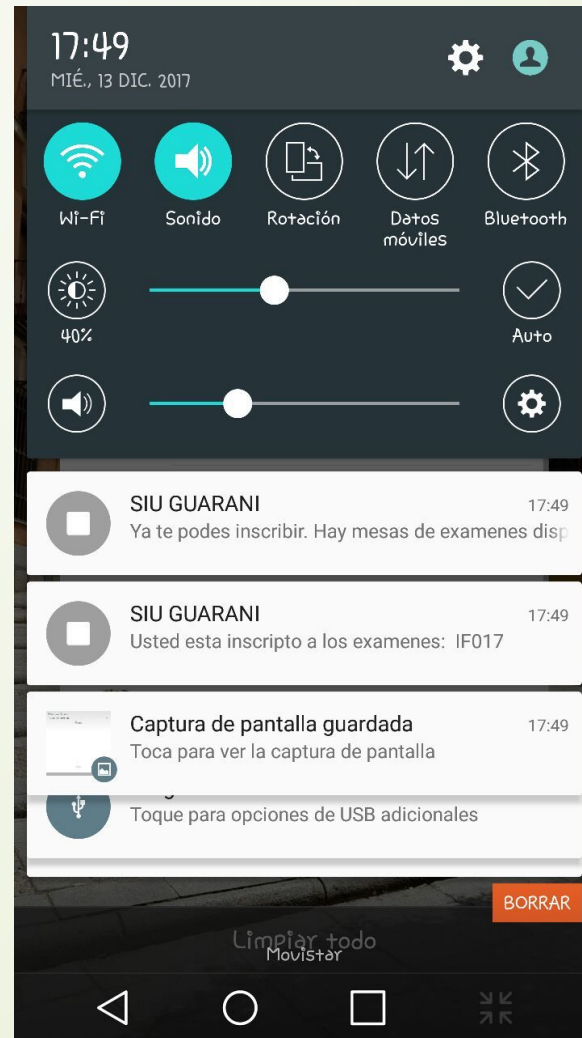 17:49
MIÉ., 13 DIC. 2017
Wi-Fi Sonido Rotación Datos móviles Bluetooth
40% Auto
SIU GUARANI 17:49
Ya te podes inscribir. Hay mesas de examenes disp
SIU GUARANI 17:49
Usted esta inscripto a los examenes: IF017
Captura de pantalla guardada 17:49
Toca para ver la captura de pantalla
Toque para opciones de USB adicionales
BORRAR
Limpiar todo
Movistar